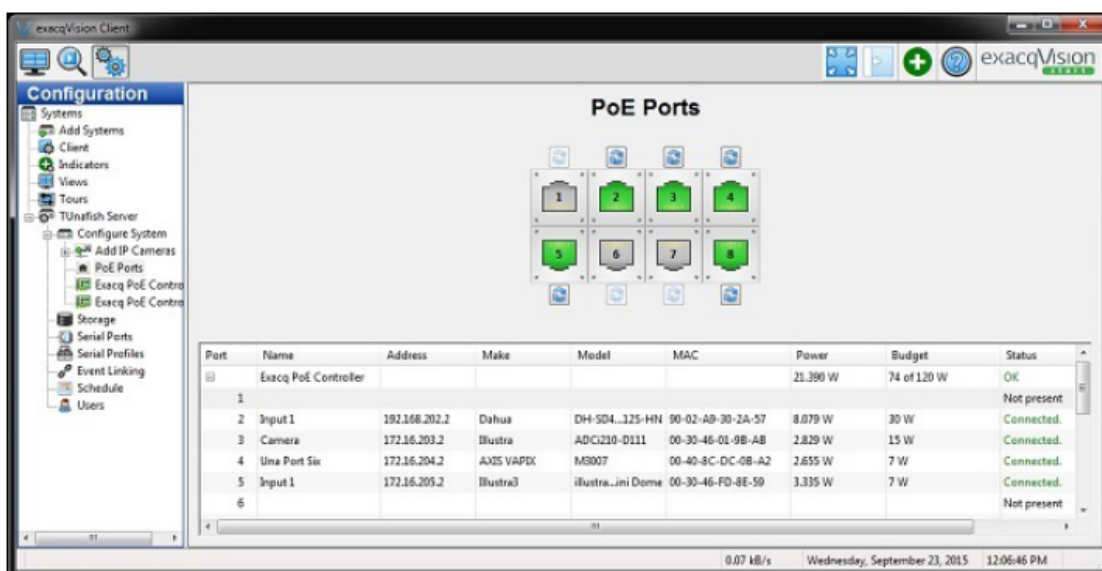 exacqVision Client
exacqVision
start
Configuration
Systems
Add Systems
Client
Indicators
Views
Tours
TUnafish Server
Configure System
Add IP Cameras
PoE Ports
Exacq PoE Contro
Exacq PoE Contro
Storage
Serial Ports
Serial Profiles
Event Linking
Schedule
Users
PoE Ports
1 2 3 4
5 6 7 8
Port Name Address Make Model MAC Power Budget Status
Exacq PoE Controller 21.390 W 74 of 120 W OK
1 Not present
2 Input 1 192.168.202.2 Dahua DH-SD4...125-HN 90-02-A9-30-2A-57 8.079 W 30 W Connected.
3 Camera 172.16.203.2 Illustra ADCi210-D111 00-30-46-01-9B-AB 2.829 W 15 W Connected.
4 Una Port Six 172.16.204.2 AXIS VAPIX M3007 00-40-8C-DC-0B-A2 2.655 W 7 W Connected.
5 Input 1 172.16.205.2 Illustra3 illustra...ini Dome 00-30-46-FD-8E-59 3.335 W 7 W Connected.
6 Not present
0.07 kB/s Wednesday, September 23, 2015 12:06:46 PM